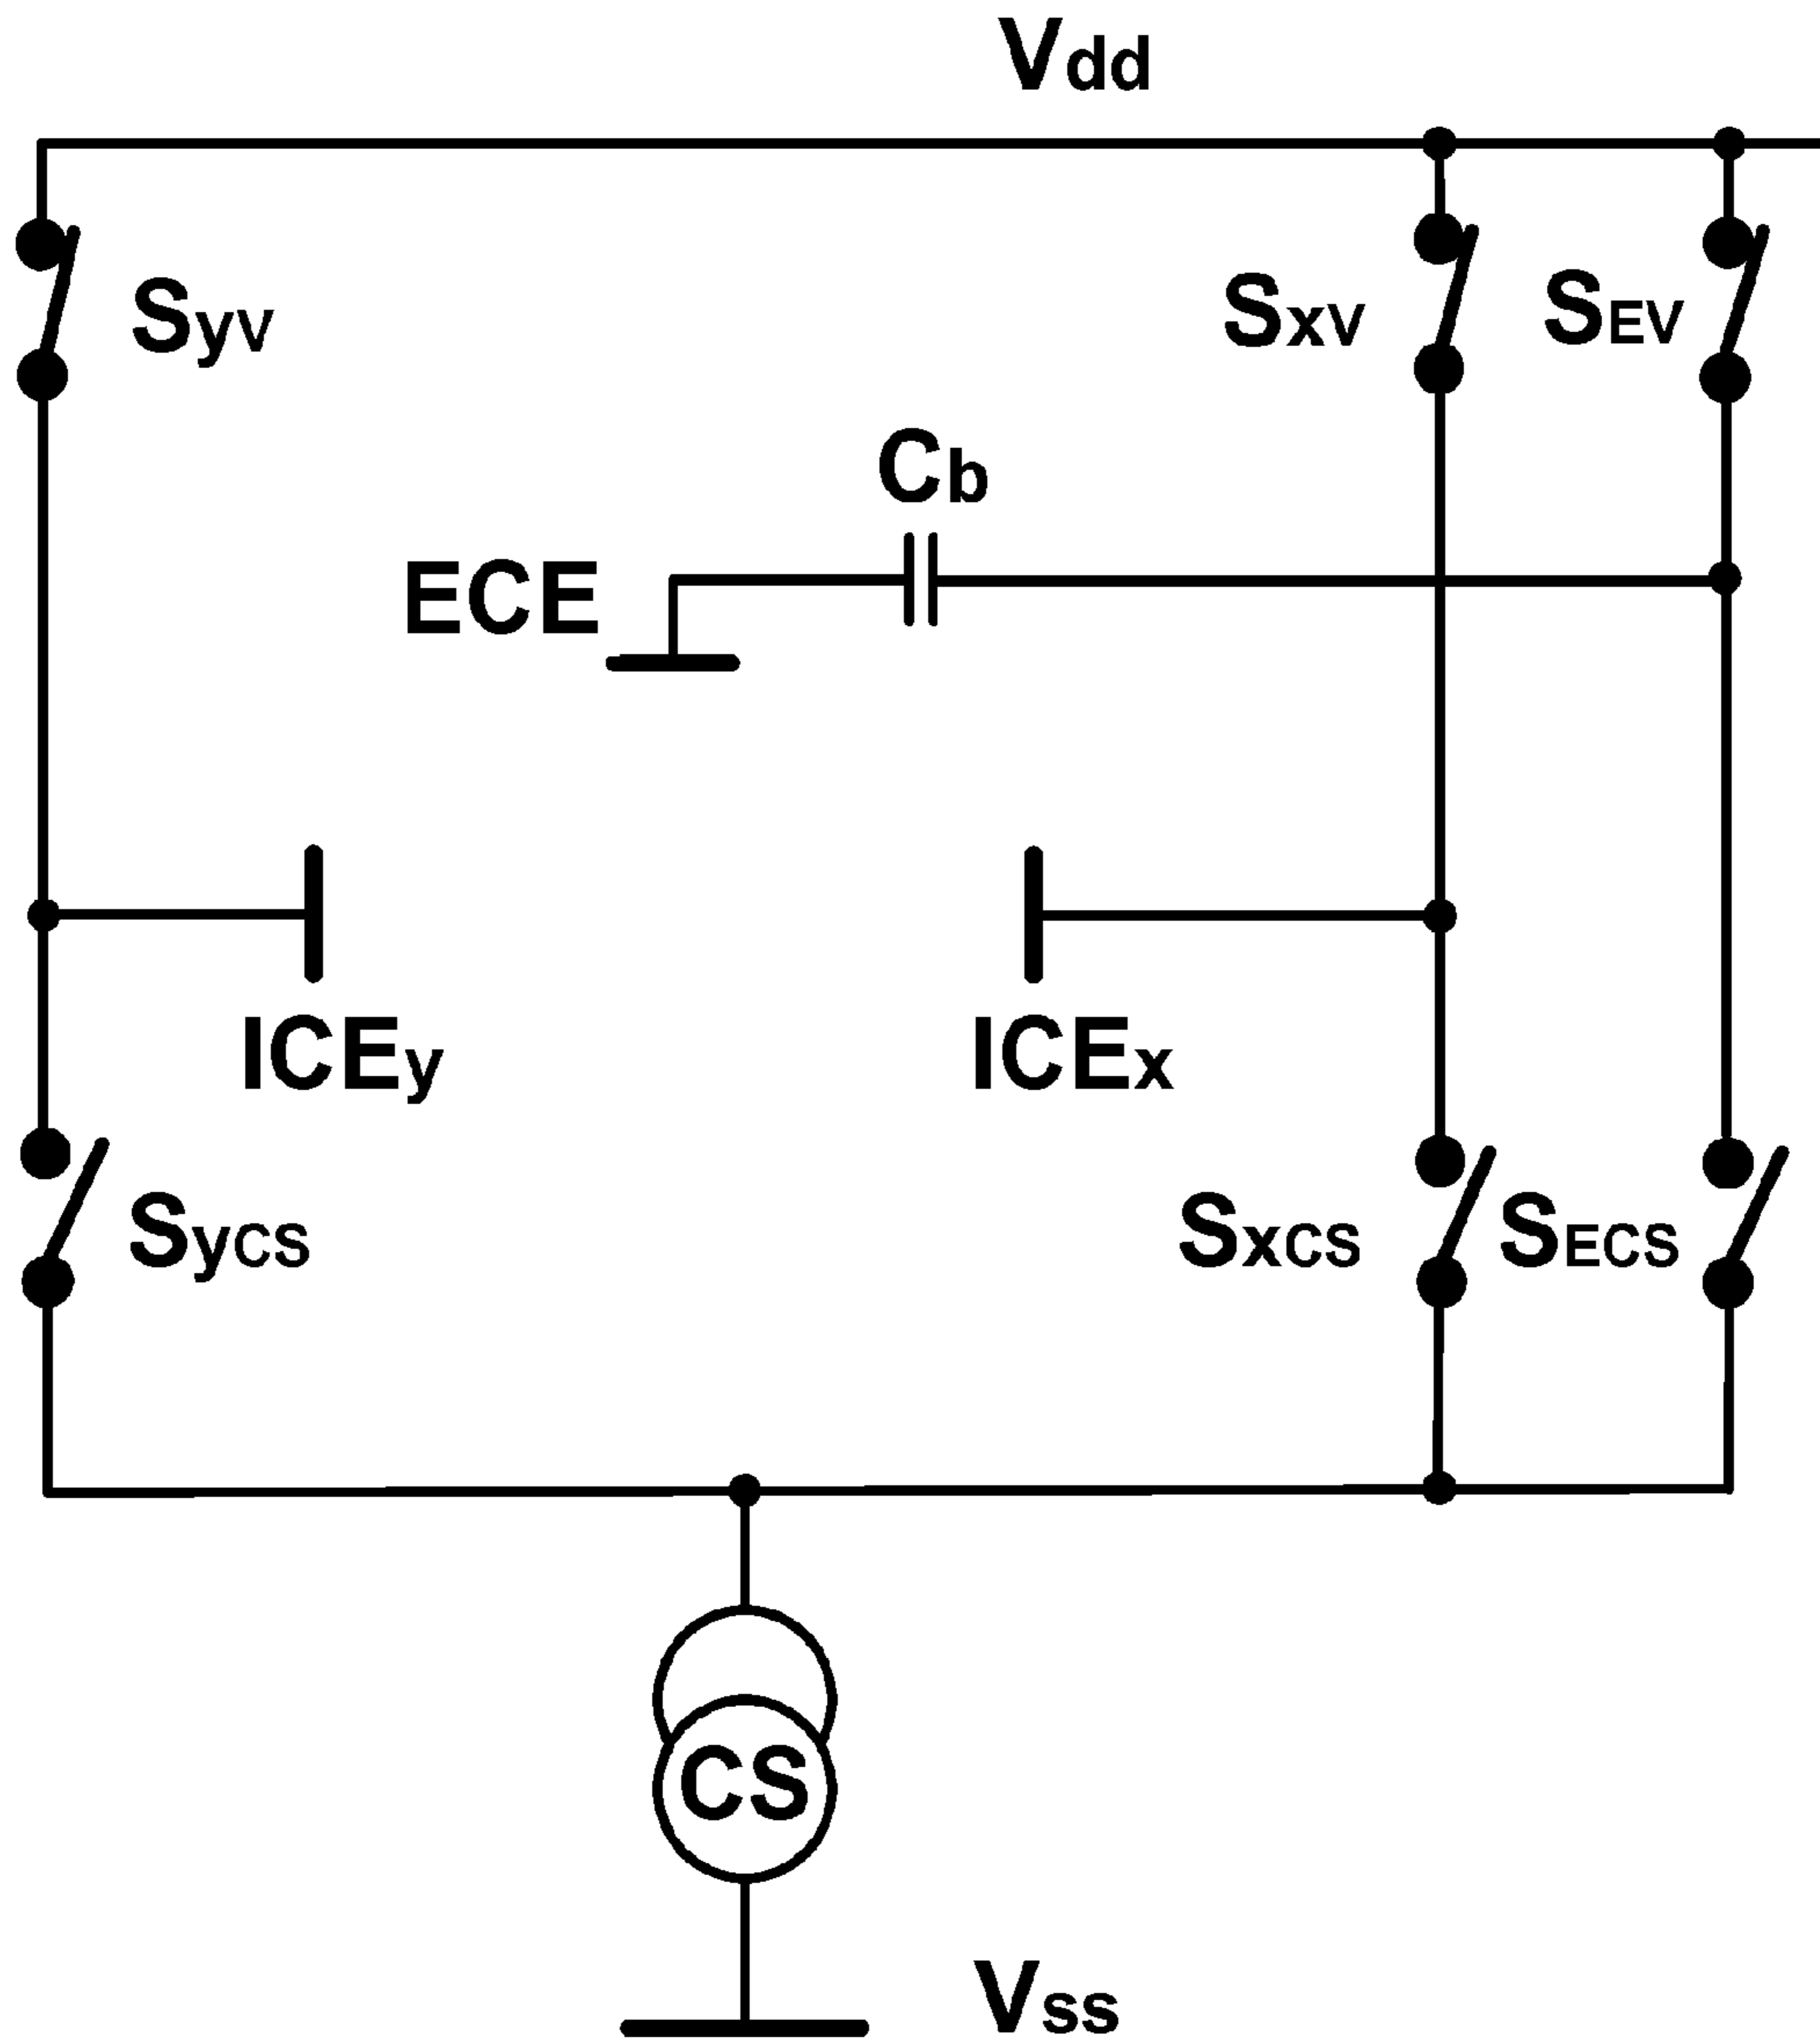 Vdd
SyV
SxV
SEV
Cb
ECE
ICEy
ICEx
SyCS
SxCS
SECS
CS
Vss